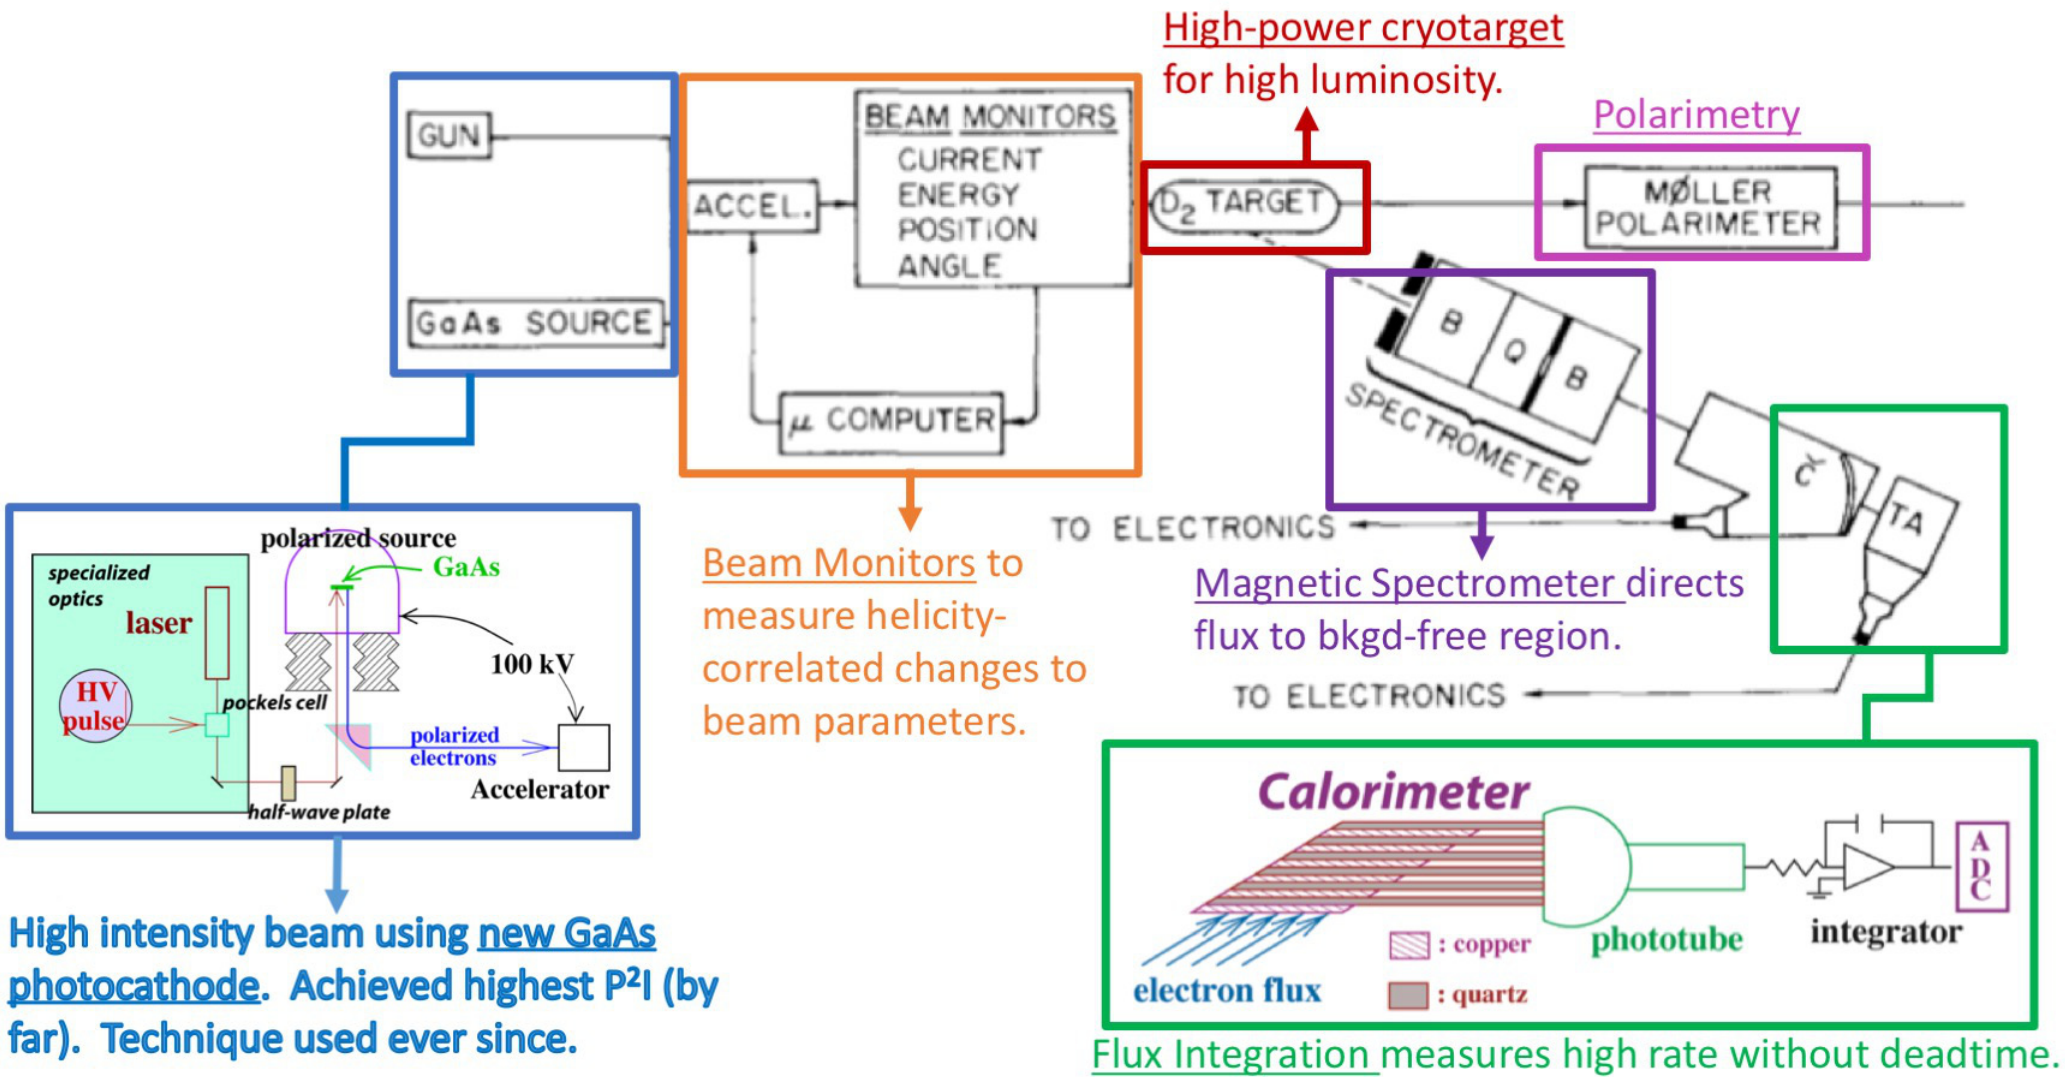 High-power cryotarget
for high luminosity.
Polarimetry
GUN
GaAs SOURCE
ACCEL.
BEAM MONITORS
CURRENT
ENERGY
POSITION
ANGLE
μ COMPUTER
D2 TARGET
MØLLER
POLARIMETER
B
Q
B
SPECTROMETER
Č
TA
TO ELECTRONICS
TO ELECTRONICS
polarized source
GaAs
specialized
optics
laser
HV
pulse
pockels cell
100 kV
polarized
electrons
Accelerator
half-wave plate
Beam Monitors to
measure helicity-
correlated changes to
beam parameters.
Magnetic Spectrometer directs
flux to bkgd-free region.
High intensity beam using new GaAs
photocathode. Achieved highest P²I (by
far). Technique used ever since.
Calorimeter
electron flux
: copper
: quartz
phototube
integrator
ADC
Flux Integration measures high rate without deadtime.